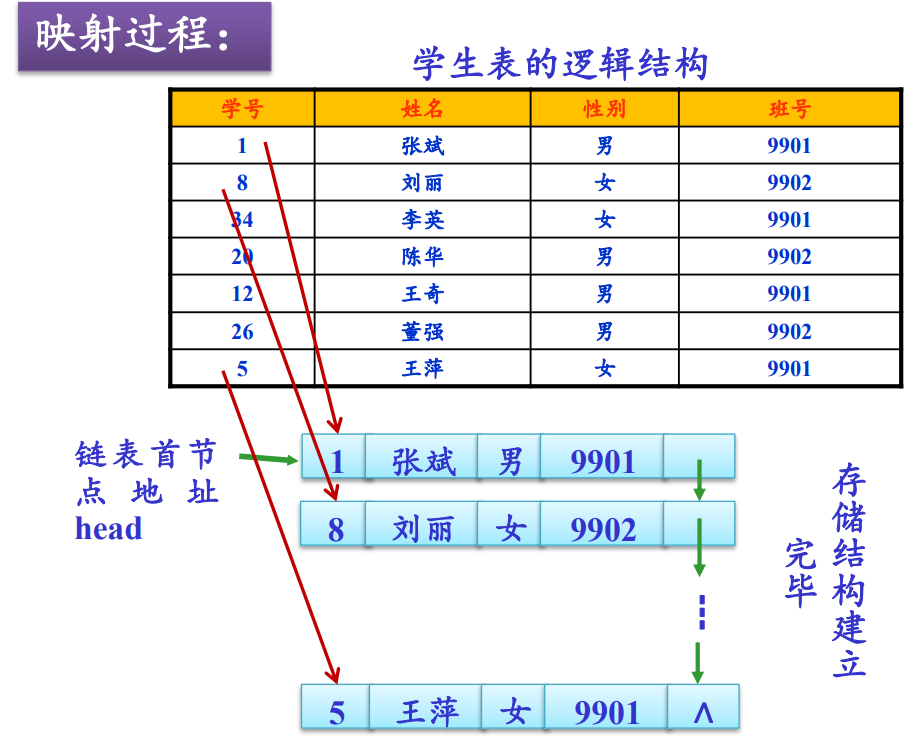 映射过程：
学生表的逻辑结构
学号 姓名 性别 班号
1 张斌 男 9901
8 刘丽 女 9902
34 李英 女 9901
20 陈华 男 9902
12 王奇 男 9901
26 董强 男 9902
5 王萍 女 9901
链表首节
点地址
head
1 张斌 男 9901
8 刘丽 女 9902
5 王萍 女 9901 ∧
存储结构建立
完毕